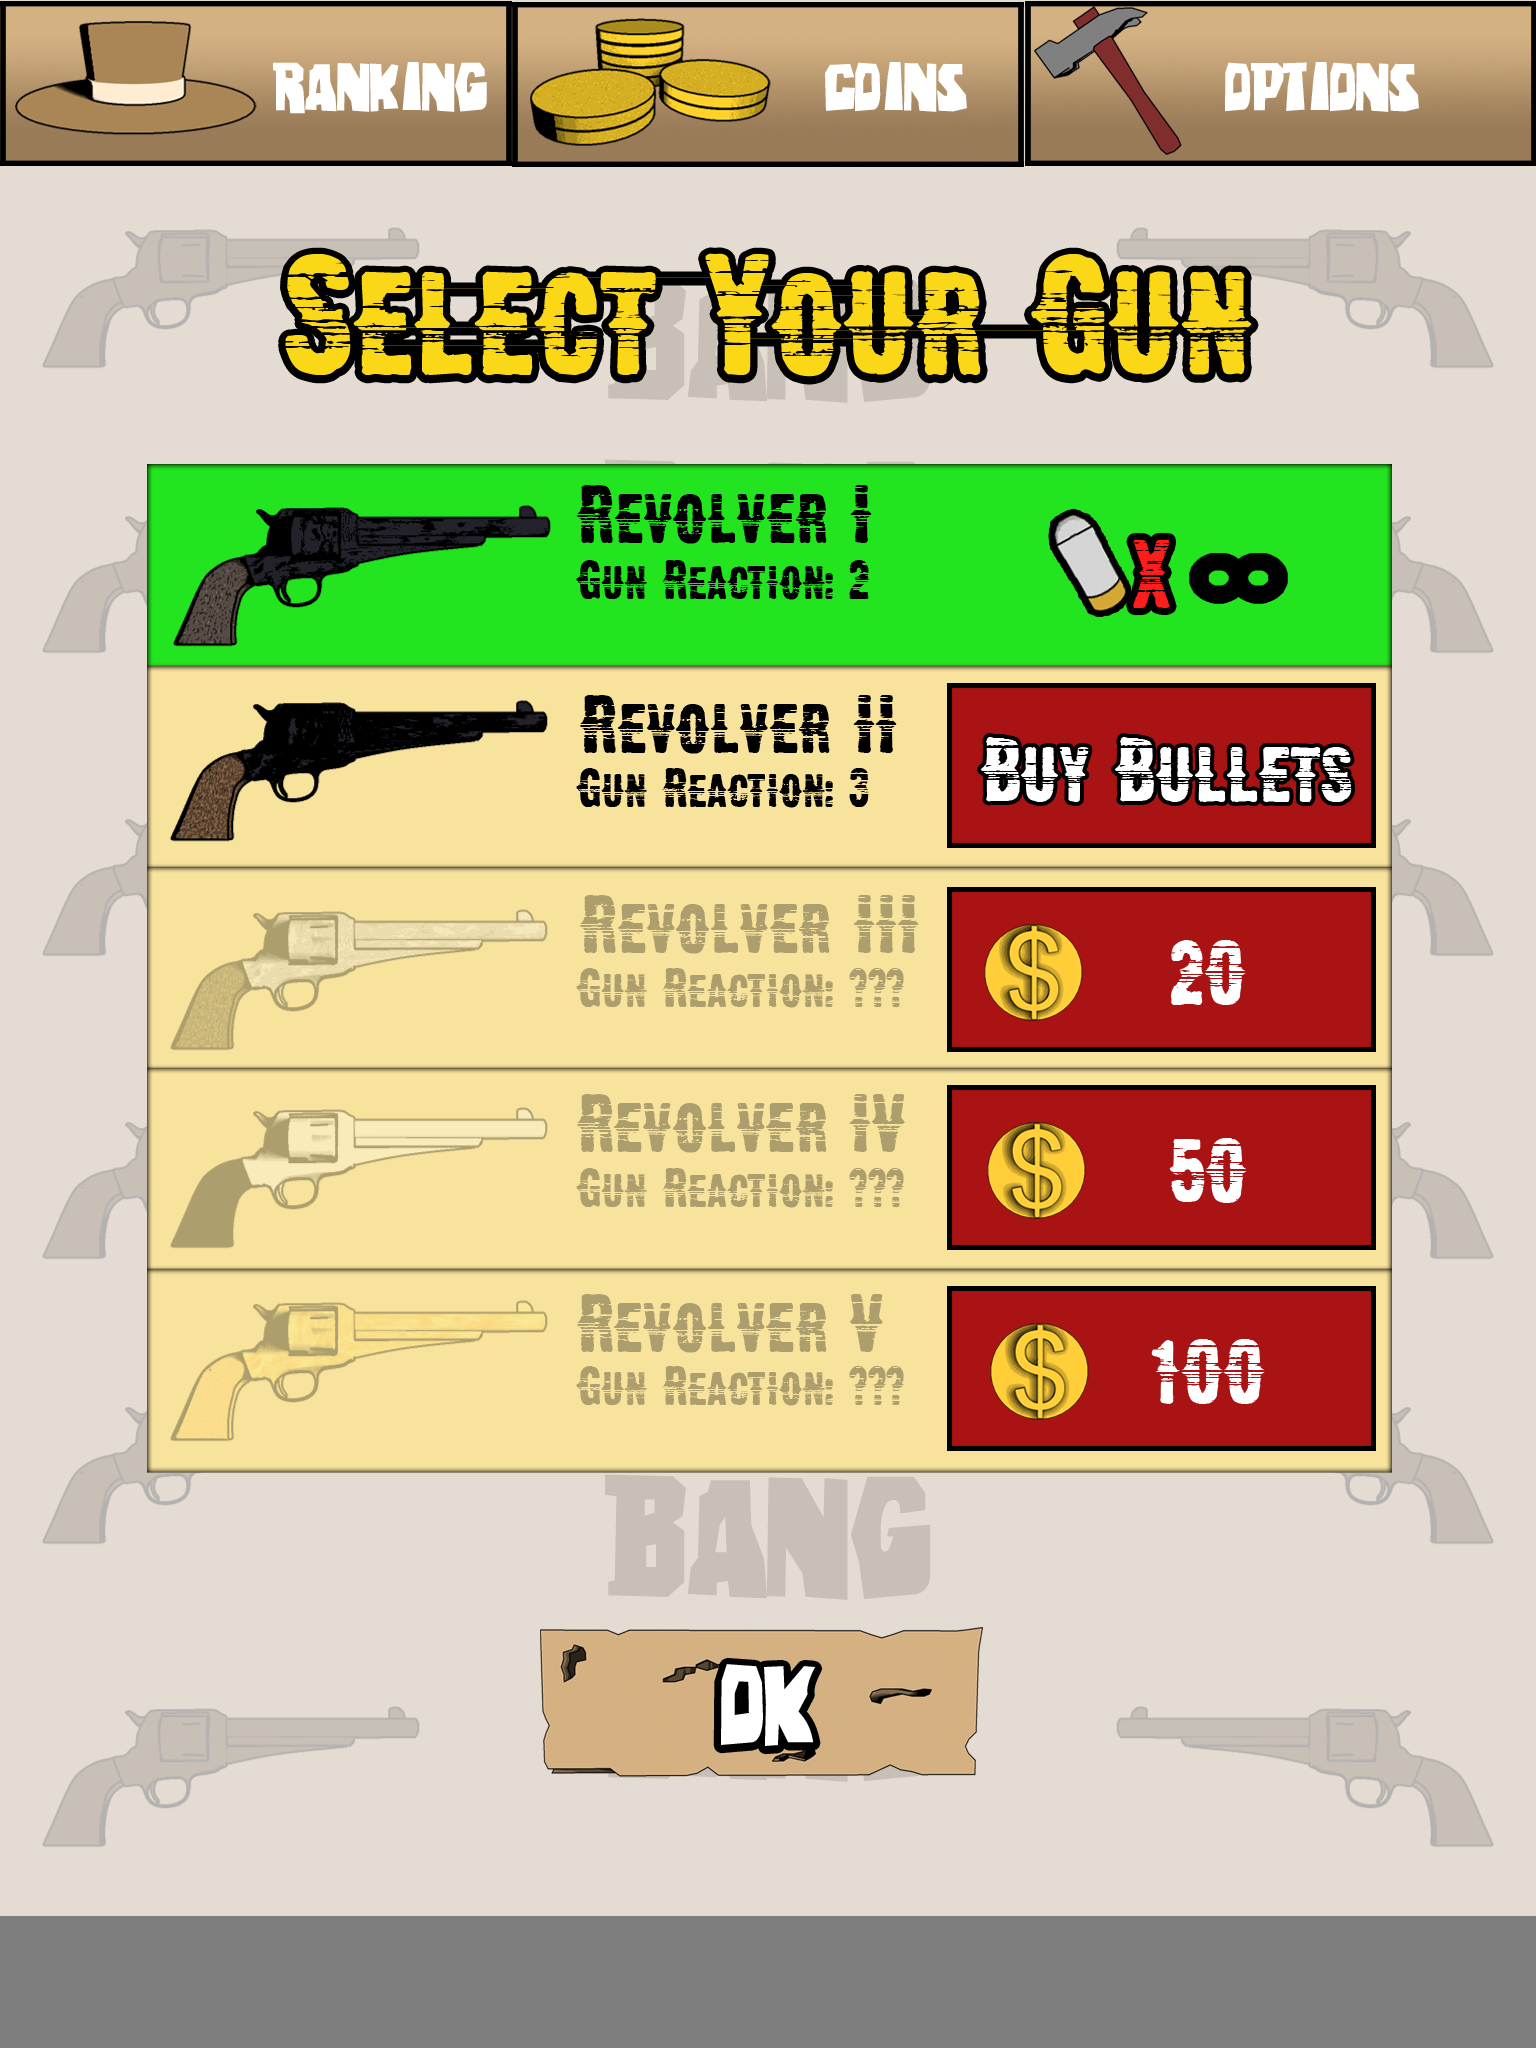 RANKING
COINS
OPTIONS
BANG
SELECT YOUR GUN
REVOLVER I
GUN REACTION: 2
X ∞
REVOLVER II
GUN REACTION: 3
BUY BULLETS
REVOLVER III
GUN REACTION: ???
$ 20
REVOLVER IV
GUN REACTION: ???
$ 50
REVOLVER V
GUN REACTION: ???
$ 100
BANG
OK